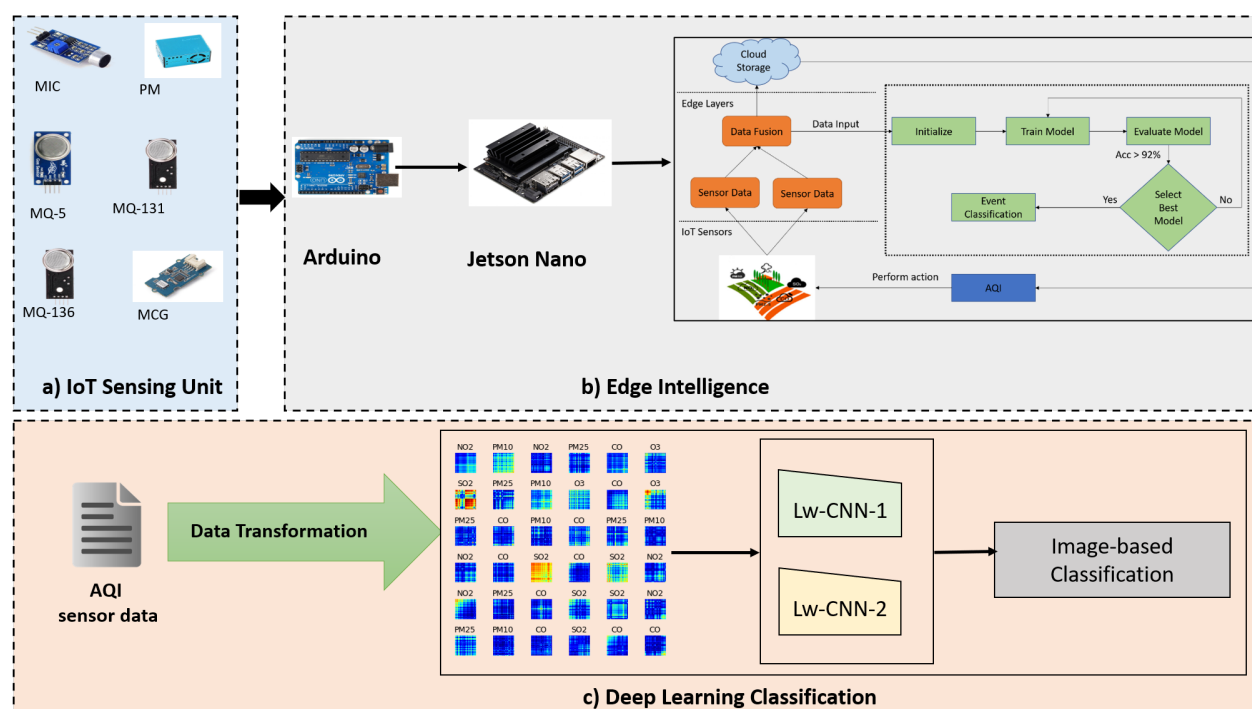 MIC
PM
MQ-5
MQ-131
MQ-136
MCG
a) IoT Sensing Unit
Arduino
Jetson Nano
Cloud
Storage
Edge Layers
Data Fusion
Data Input
Initialize
Train Model
Evaluate Model
Acc > 92%
Sensor Data
Sensor Data
Event
Classification
Yes
Select
Best
Model
No
IoT Sensors
Perform action
AQI
b) Edge Intelligence
AQI
sensor data
Data Transformation
NO2 PM10 NO2 PM25 CO O3
SO2 PM25 PM10 O3 CO O3
PM25 CO PM10 CO PM25 PM10
NO2 CO SO2 CO SO2 NO2
NO2 PM25 CO SO2 SO2 NO2
PM25 PM10 CO SO2 CO CO
Lw-CNN-1
Lw-CNN-2
Image-based
Classification
c) Deep Learning Classification